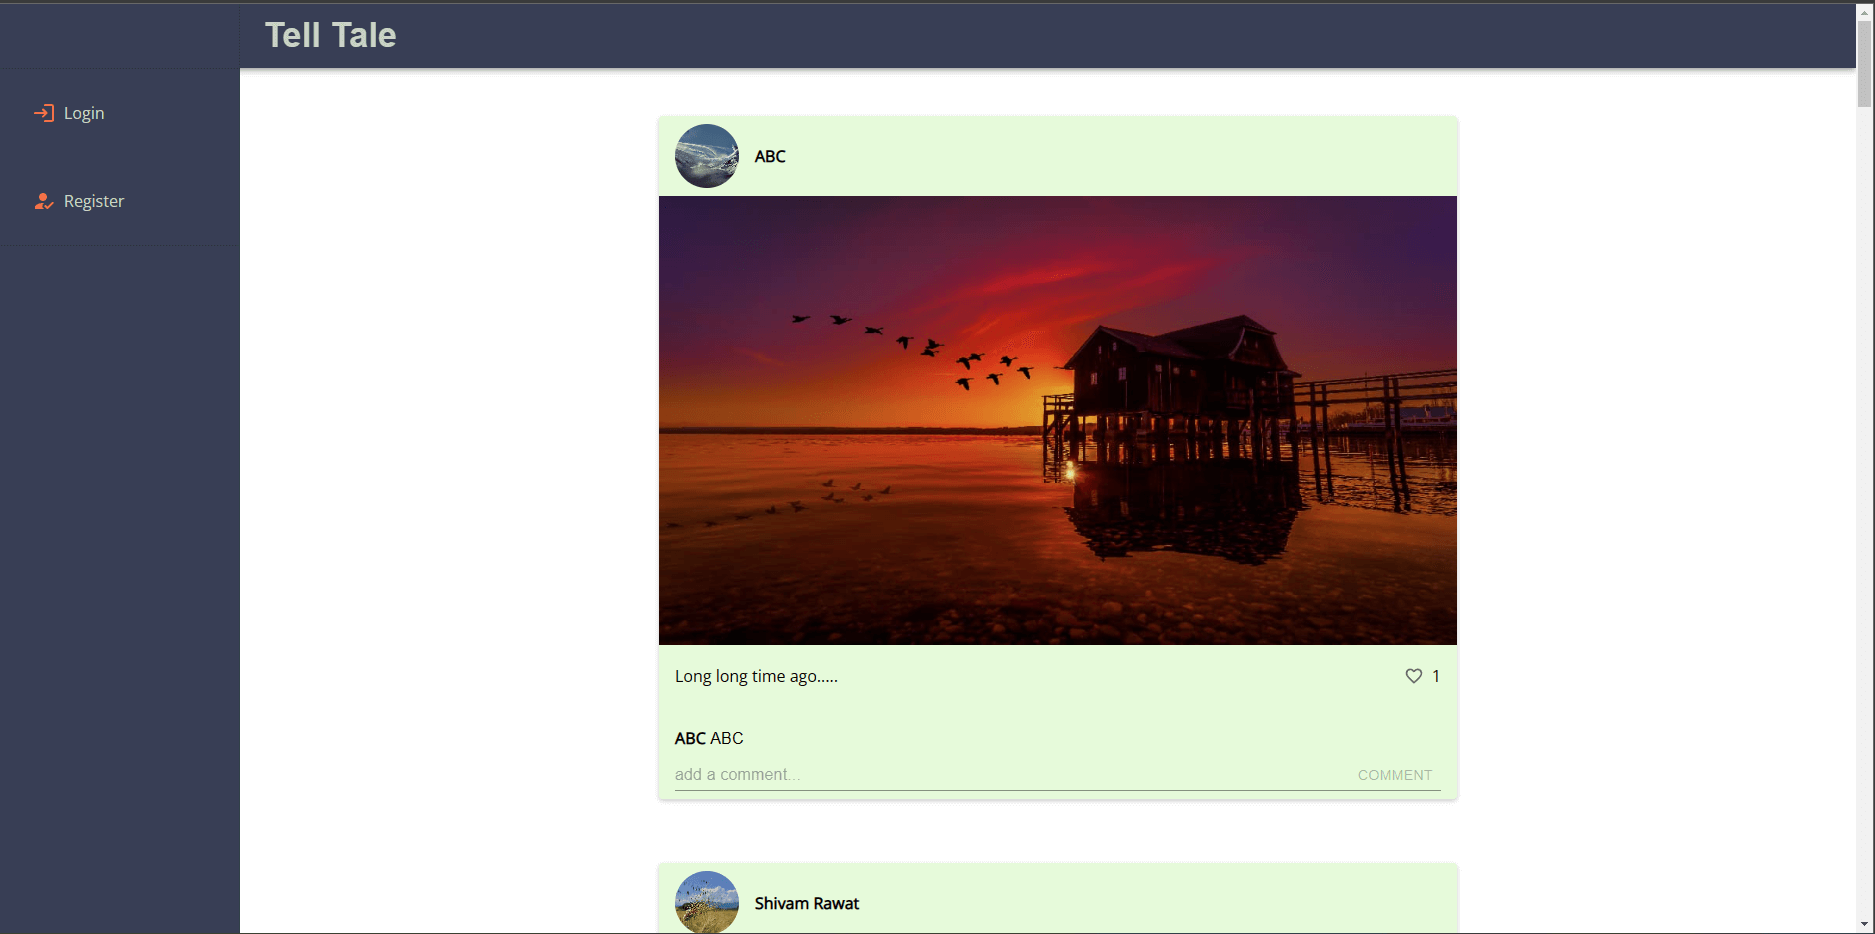 Tell Tale
Login
Register
ABC
Long long time ago.....
1
ABC ABC
add a comment...
COMMENT
Shivam Rawat